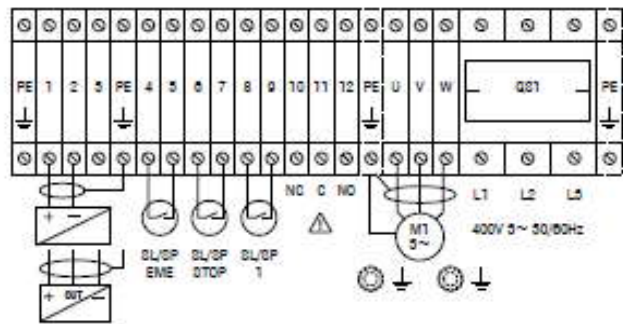 PE 1 2 3 PE 4 5 6 7 8 9 10 11 12 PE U V W QS1 PE
NC C NO L1 L2 L3
+ −
SL/SP EME
SL/SP STOP
SL/SP 1
M1 3~
400V 3~ 50/60Hz
+ OUT −